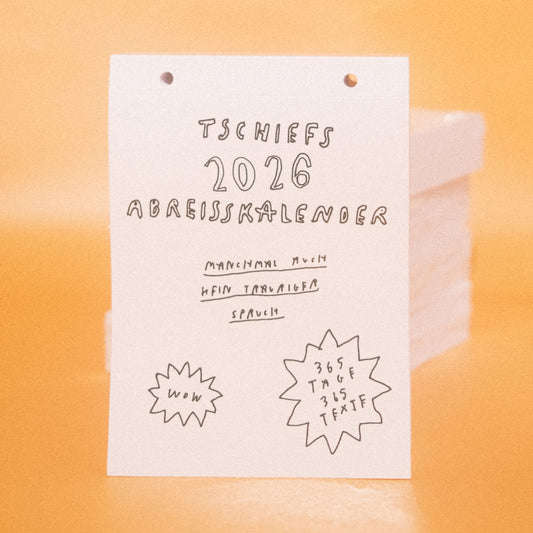 TSCHIEFS
2026
ABREISSKALENDER
MANCHMAL AUCH
KEIN TRAURIGER
SPRUCH
WOW
365
TAGE
365
TEXTE